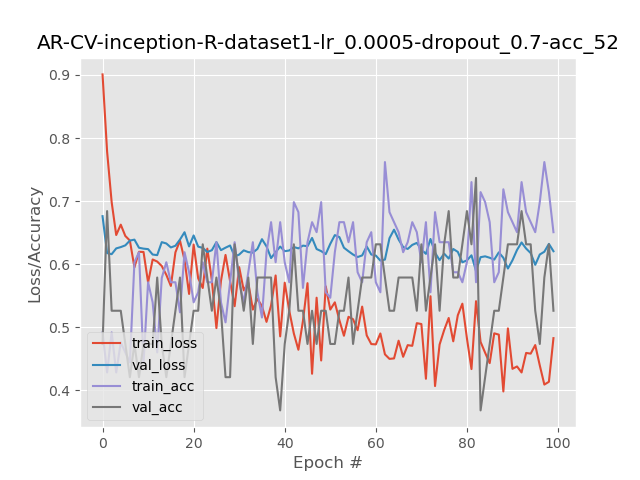 AR-CV-inception-R-dataset1-lr_0.0005-dropout_0.7-acc_52
0.9
0.8
0.7
0.6
0.5
0.4
Loss/Accuracy
train_loss
val_loss
train_acc
val_acc
0 20 40 60 80 100
Epoch #